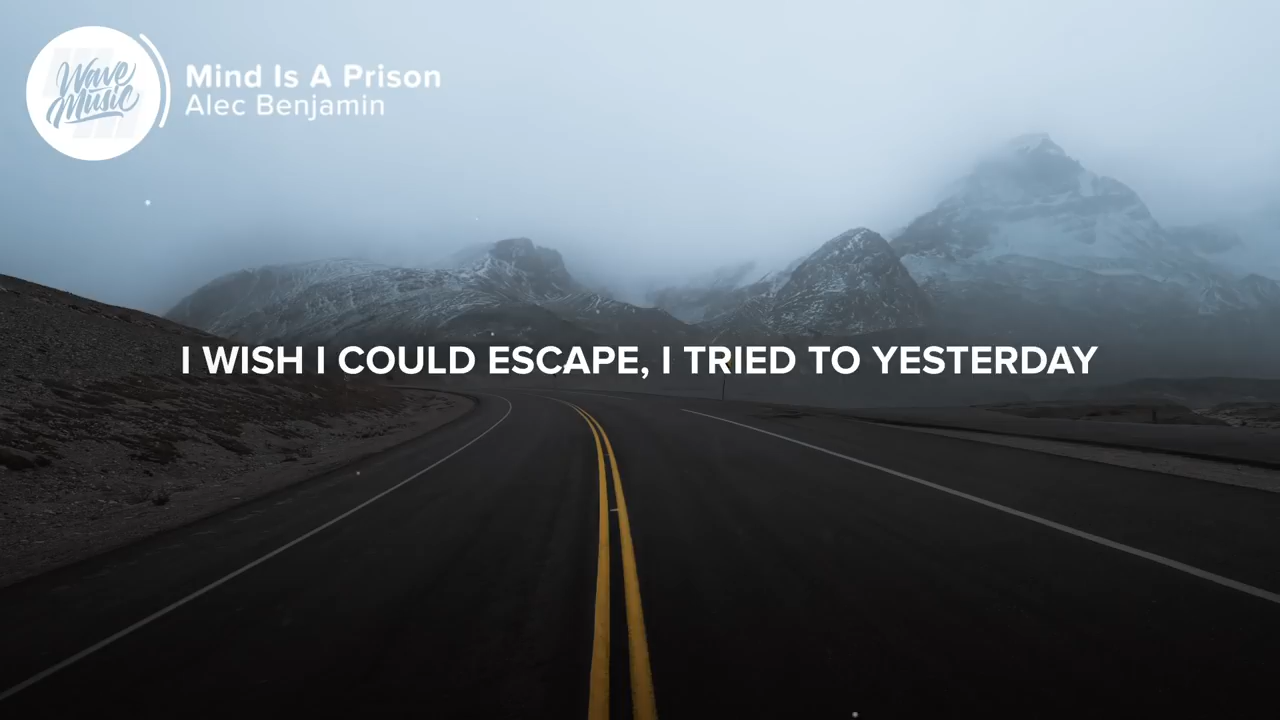 Wave
Music
Mind Is A Prison
Alec Benjamin
I WISH I COULD ESCAPE, I TRIED TO YESTERDAY